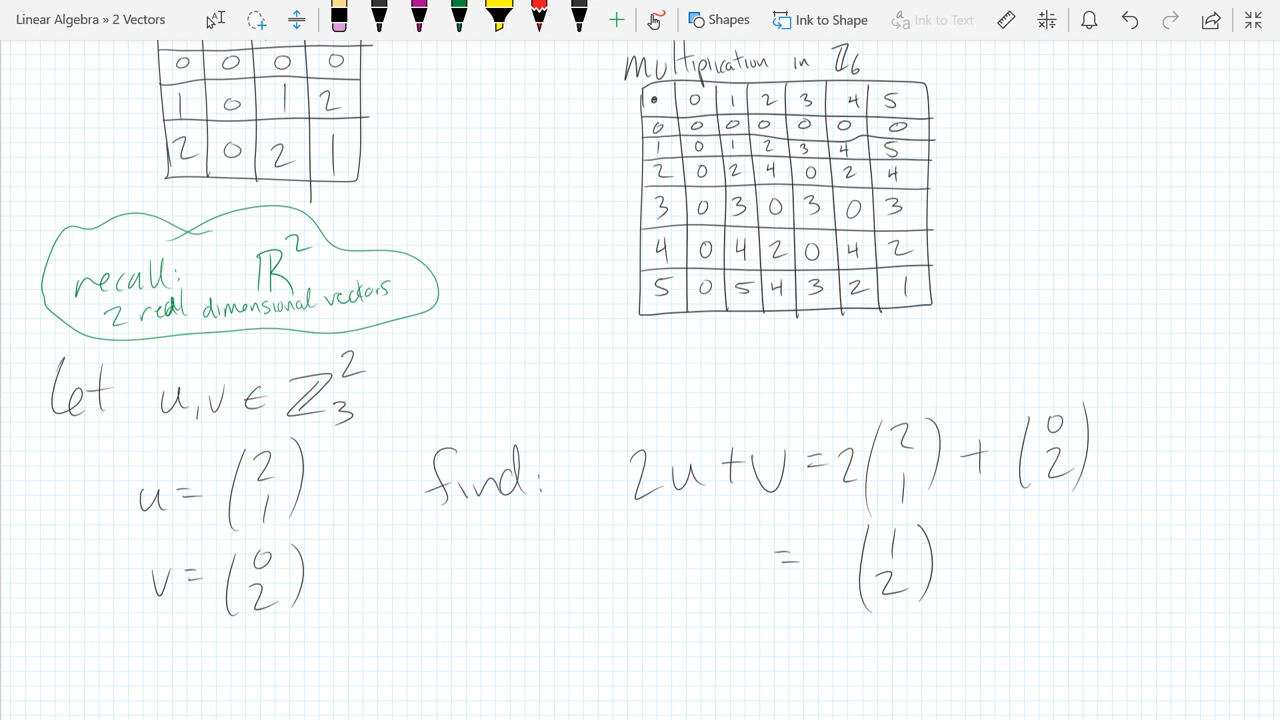 Linear Algebra » 2 Vectors
Shapes
Ink to Shape
Ink to Text
0 0 0 0
1 0 1 2
2 0 2 1
Multiplication in ℤ₆
• 0 1 2 3 4 5
0 0 0 0 0 0 0
1 0 1 2 3 4 5
2 0 2 4 0 2 4
3 0 3 0 3 0 3
4 0 4 2 0 4 2
5 0 5 4 3 2 1
recall: ℝ²
2 real dimensional vectors
let u, v ∈ ℤ₃²
u = (2 1)
v = (0 2)
find: 2u + v = 2(2 1) + (0 2)
= (1 2)